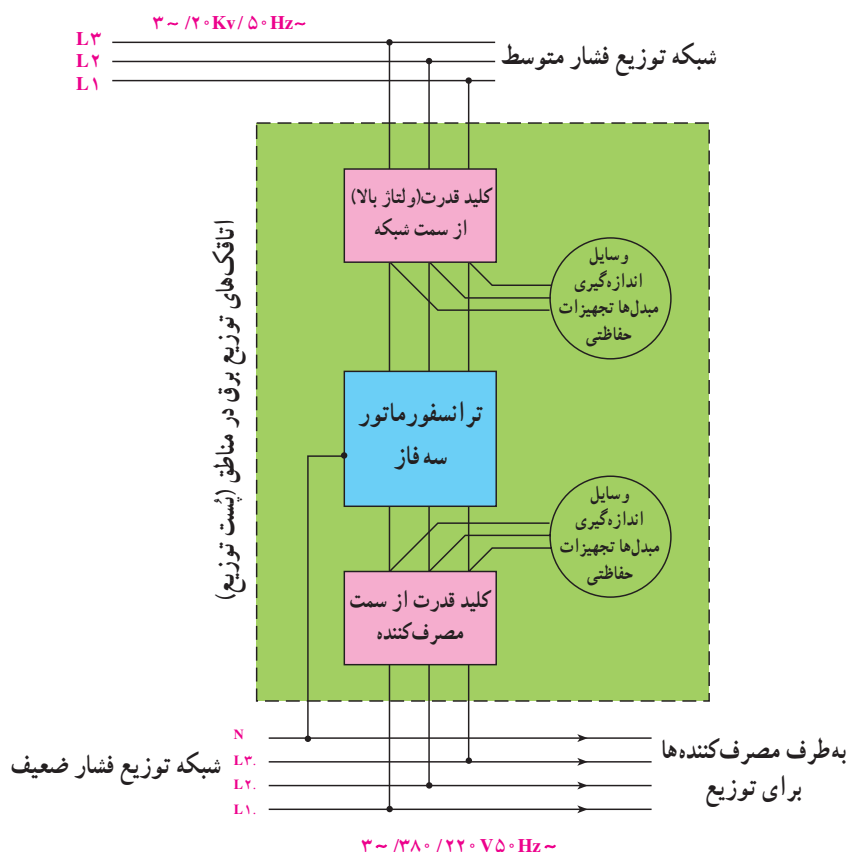 ۳~ /۲۰Kv/ ۵۰Hz~
L۳
L۲
L۱
شبکه توزیع فشار متوسط
کلید قدرت(ولتاژ بالا)
از سمت شبکه
وسایل
اندازه‌گیری
مبدل‌ها تجهیزات
حفاظتی
اتاقک‌های توزیع برق در مناطق (پُست توزیع)
ترانسفورماتور
سه فاز
وسایل
اندازه‌گیری
مبدل‌ها تجهیزات
حفاظتی
کلید قدرت از سمت
مصرف‌کننده
N
L۳.
L۲.
L۱.
شبکه توزیع فشار ضعیف
به‌طرف مصرف‌کننده‌ها
برای توزیع
۳~ /۳۸۰ /۲۲۰V۵۰Hz~